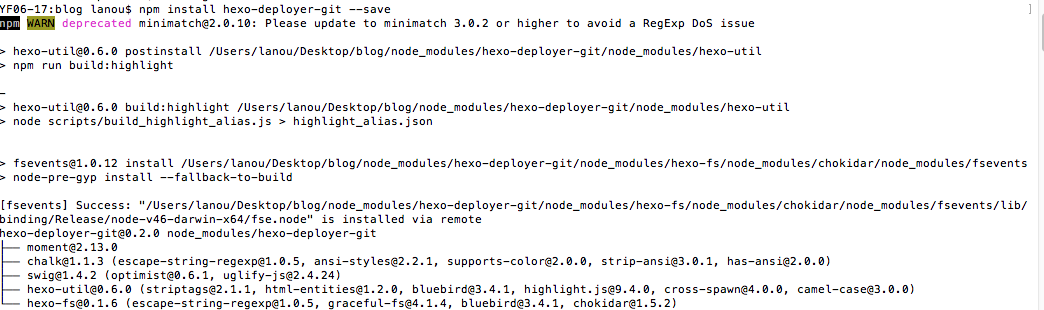 YF06-17:blog lanou$ npm install hexo-deployer-git --save
npm WARN deprecated minimatch@2.0.10: Please update to minimatch 3.0.2 or higher to avoid a RegExp DoS issue
> hexo-util@0.6.0 postinstall /Users/lanou/Desktop/blog/node_modules/hexo-deployer-git/node_modules/hexo-util
> npm run build:highlight
> hexo-util@0.6.0 build:highlight /Users/lanou/Desktop/blog/node_modules/hexo-deployer-git/node_modules/hexo-util
> node scripts/build_highlight_alias.js > highlight_alias.json
> fsevents@1.0.12 install /Users/lanou/Desktop/blog/node_modules/hexo-deployer-git/node_modules/hexo-fs/node_modules/chokidar/node_modules/fsevents
> node-pre-gyp install --fallback-to-build
[fsevents] Success: "/Users/lanou/Desktop/blog/node_modules/hexo-deployer-git/node_modules/hexo-fs/node_modules/chokidar/node_modules/fsevents/lib/
binding/Release/node-v46-darwin-x64/fse.node" is installed via remote
hexo-deployer-git@0.2.0 node_modules/hexo-deployer-git
├── moment@2.13.0
├── chalk@1.1.3 (escape-string-regexp@1.0.5, ansi-styles@2.2.1, supports-color@2.0.0, strip-ansi@3.0.1, has-ansi@2.0.0)
├── swig@1.4.2 (optimist@0.6.1, uglify-js@2.4.24)
├── hexo-util@0.6.0 (striptags@2.1.1, html-entities@1.2.0, bluebird@3.4.1, highlight.js@9.4.0, cross-spawn@4.0.0, camel-case@3.0.0)
└── hexo-fs@0.1.6 (escape-string-regexp@1.0.5, graceful-fs@4.1.4, bluebird@3.4.1, chokidar@1.5.2)